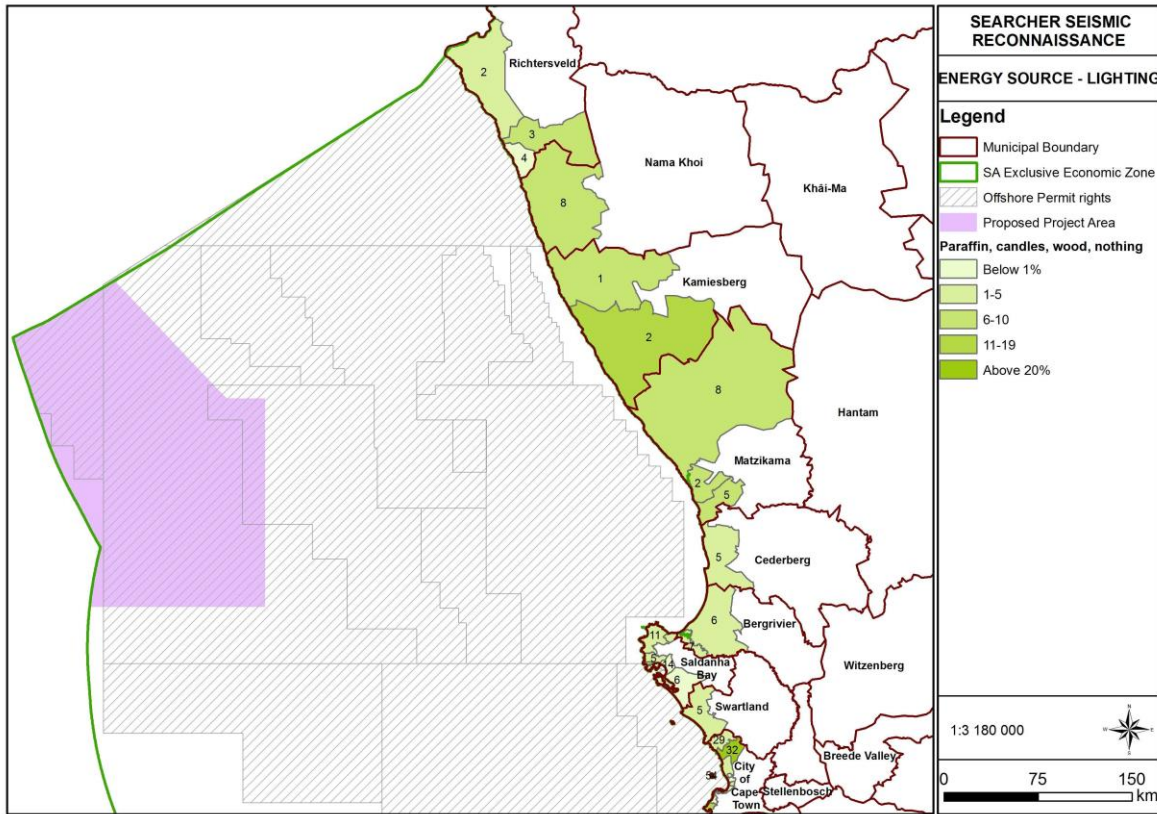 SEARCHER SEISMIC
RECONNAISSANCE
ENERGY SOURCE - LIGHTING
Legend
Municipal Boundary
SA Exclusive Economic Zone
Offshore Permit rights
Proposed Project Area
Paraffin, candles, wood, nothing
Below 1%
1-5
6-10
11-19
Above 20%
1:3 180 000
N
W
E
S
0 75 150
km
Richtersveld
2
3
4
Nama Khoi
Khâi-Ma
8
1
Kamiesberg
2
8
Hantam
Matzikama
2
5
5
Cederberg
6
Bergrivier
11
Saldanha
Bay
5
14
Witzenberg
6
5
Swartland
29
32
City
of
Cape
Town
Breede Valley
Stellenbosch